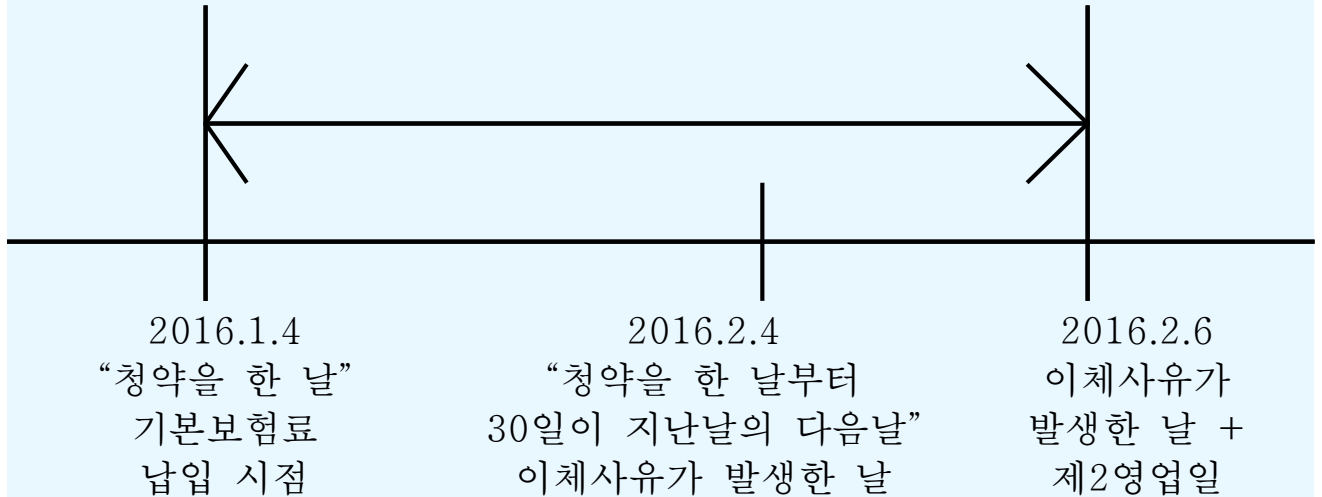 2016.1.4
“청약을 한 날”
기본보험료
납입 시점
2016.2.4
“청약을 한 날부터
30일이 지난날의 다음날”
이체사유가 발생한 날
2016.2.6
이체사유가
발생한 날 +
제2영업일